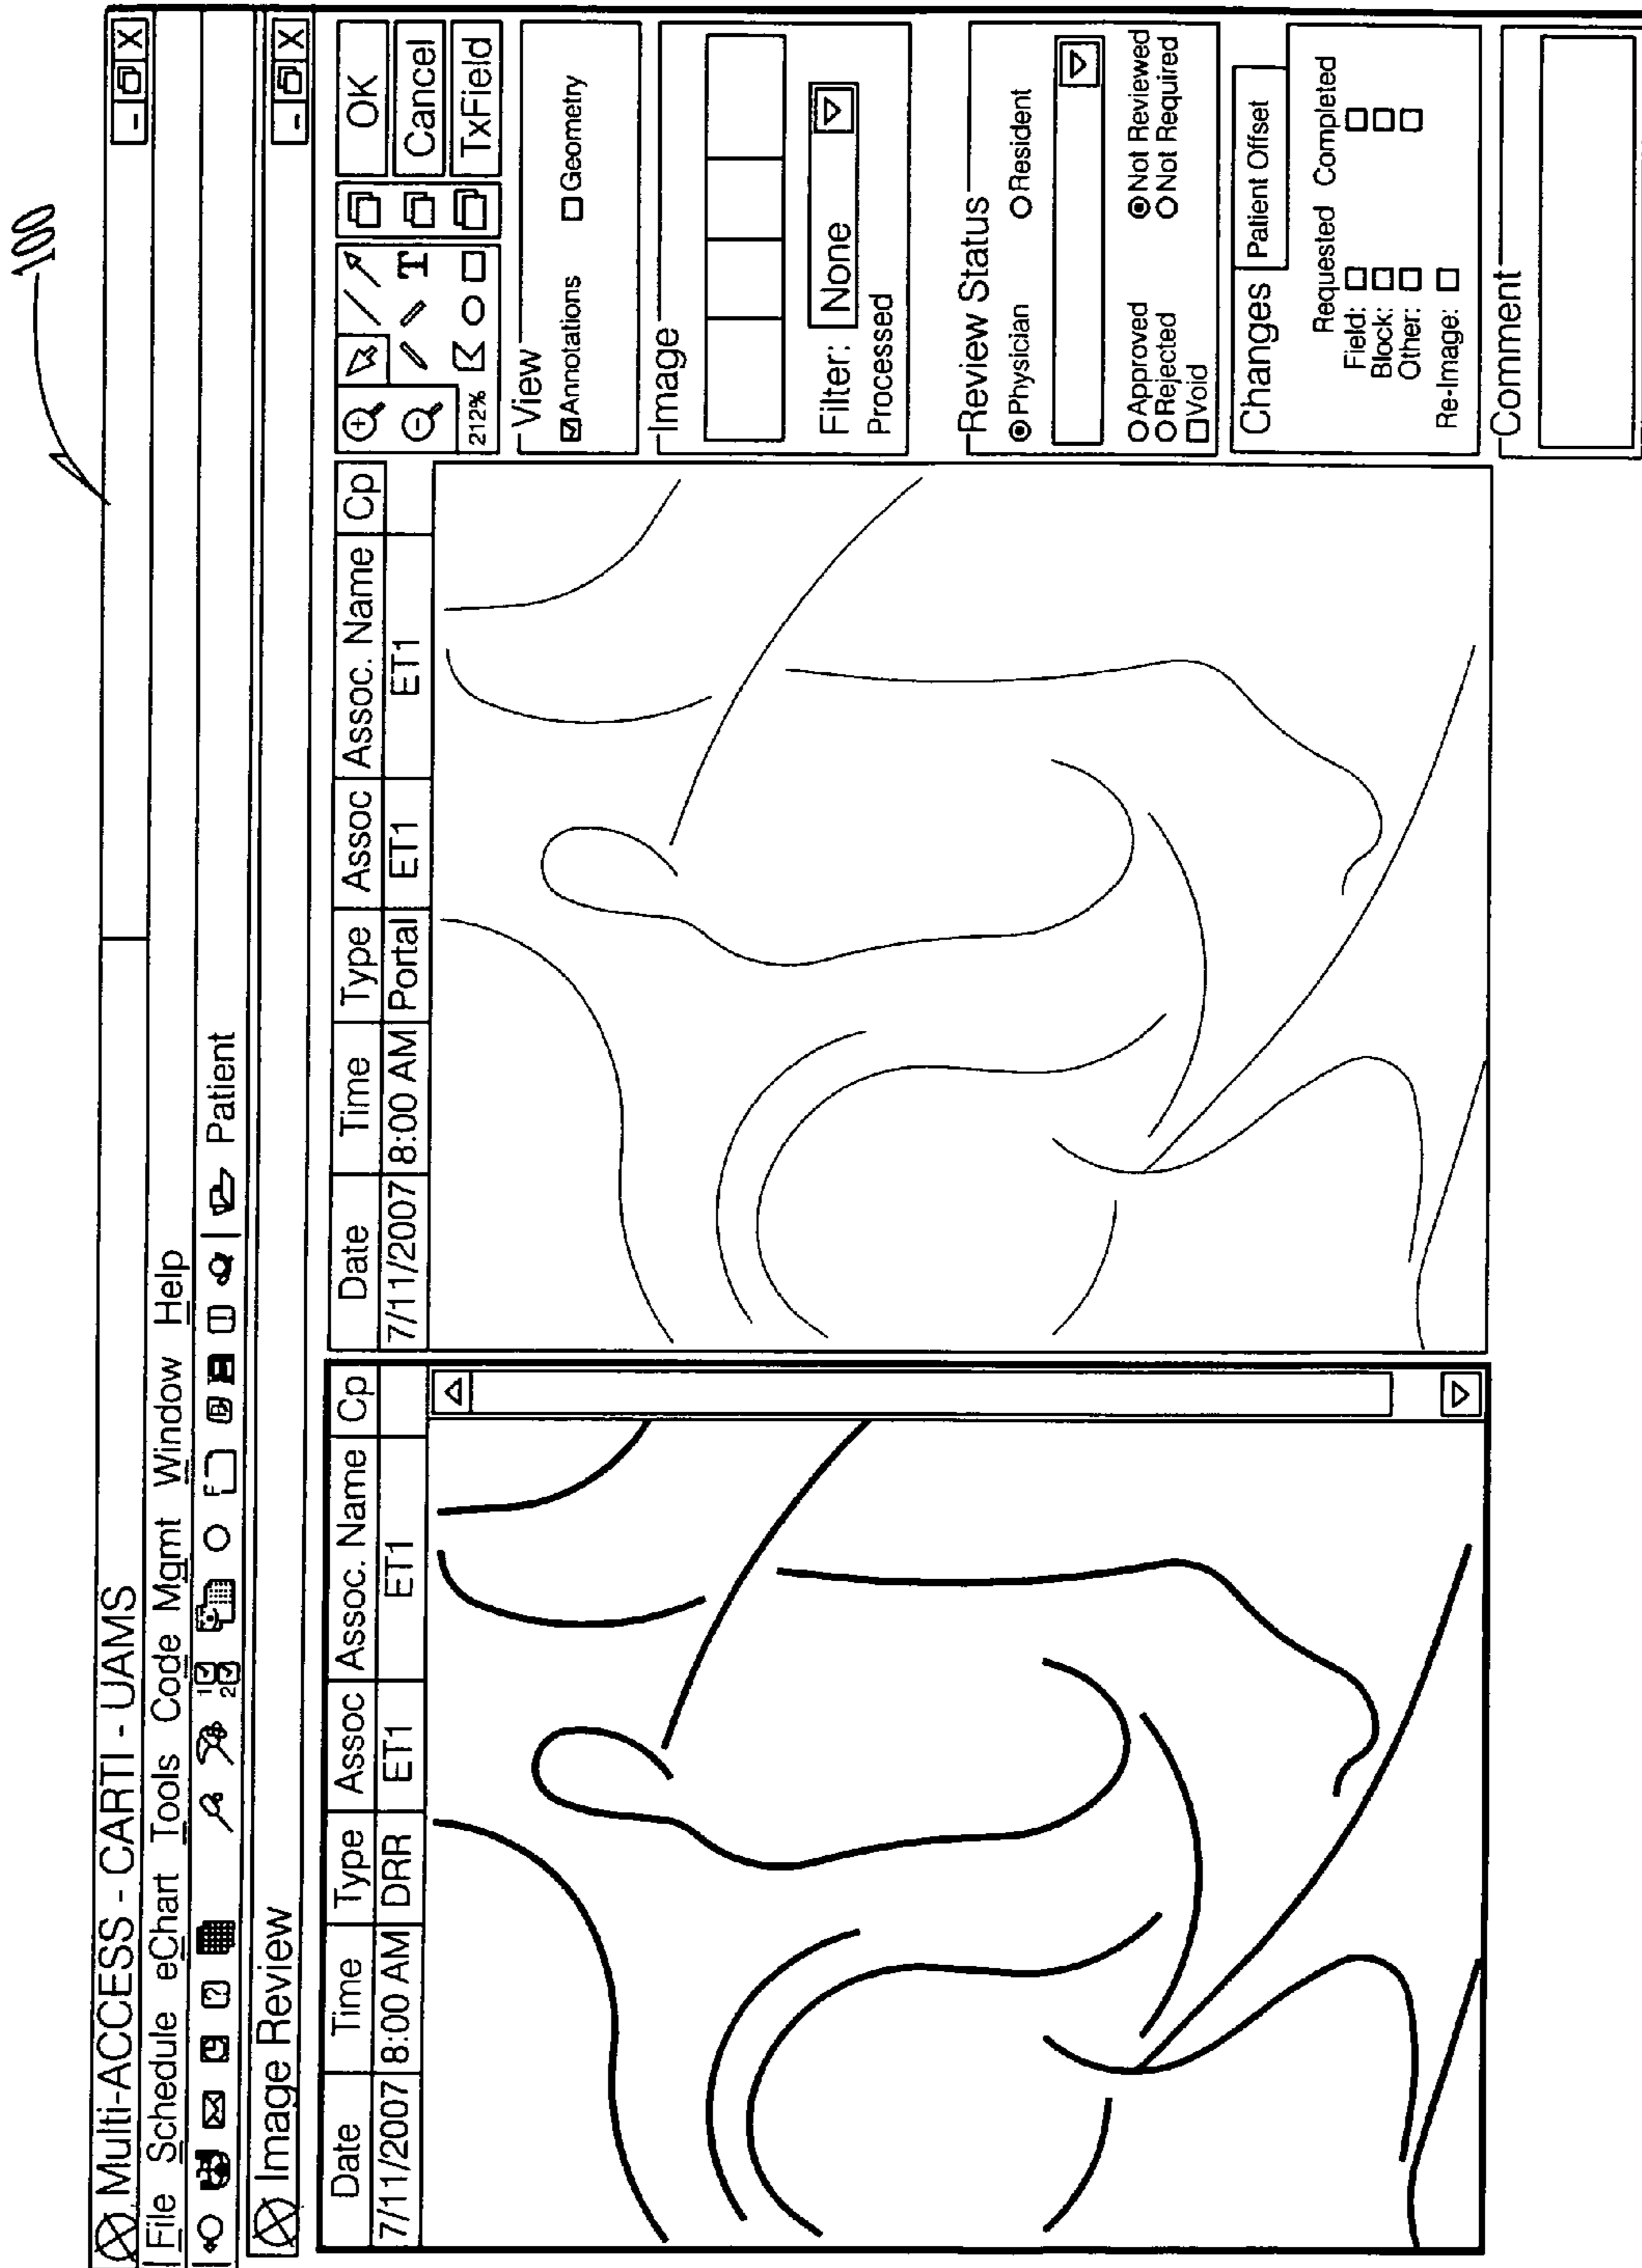 100
Multi-ACCESS - CARTI - UAMS
File Schedule eChart Tools Code Mgmt Window Help
1 2 F Patient
Image Review
Date Time Type Assoc Assoc. Name Cp
7/11/2007 8:00 AM DRR ET1 ET1
Date Time Type Assoc Assoc. Name Cp
7/11/2007 8:00 AM Portal ET1 ET1
OK
T Cancel
212% TxField
View
Annotations Geometry
Image
Filter: None
Processed
Review Status
Physician Resident
Approved Not Reviewed
Rejected Not Required
Void
Changes Patient Offset
Requested Completed
Field:
Block:
Other:
Re-Image:
Comment